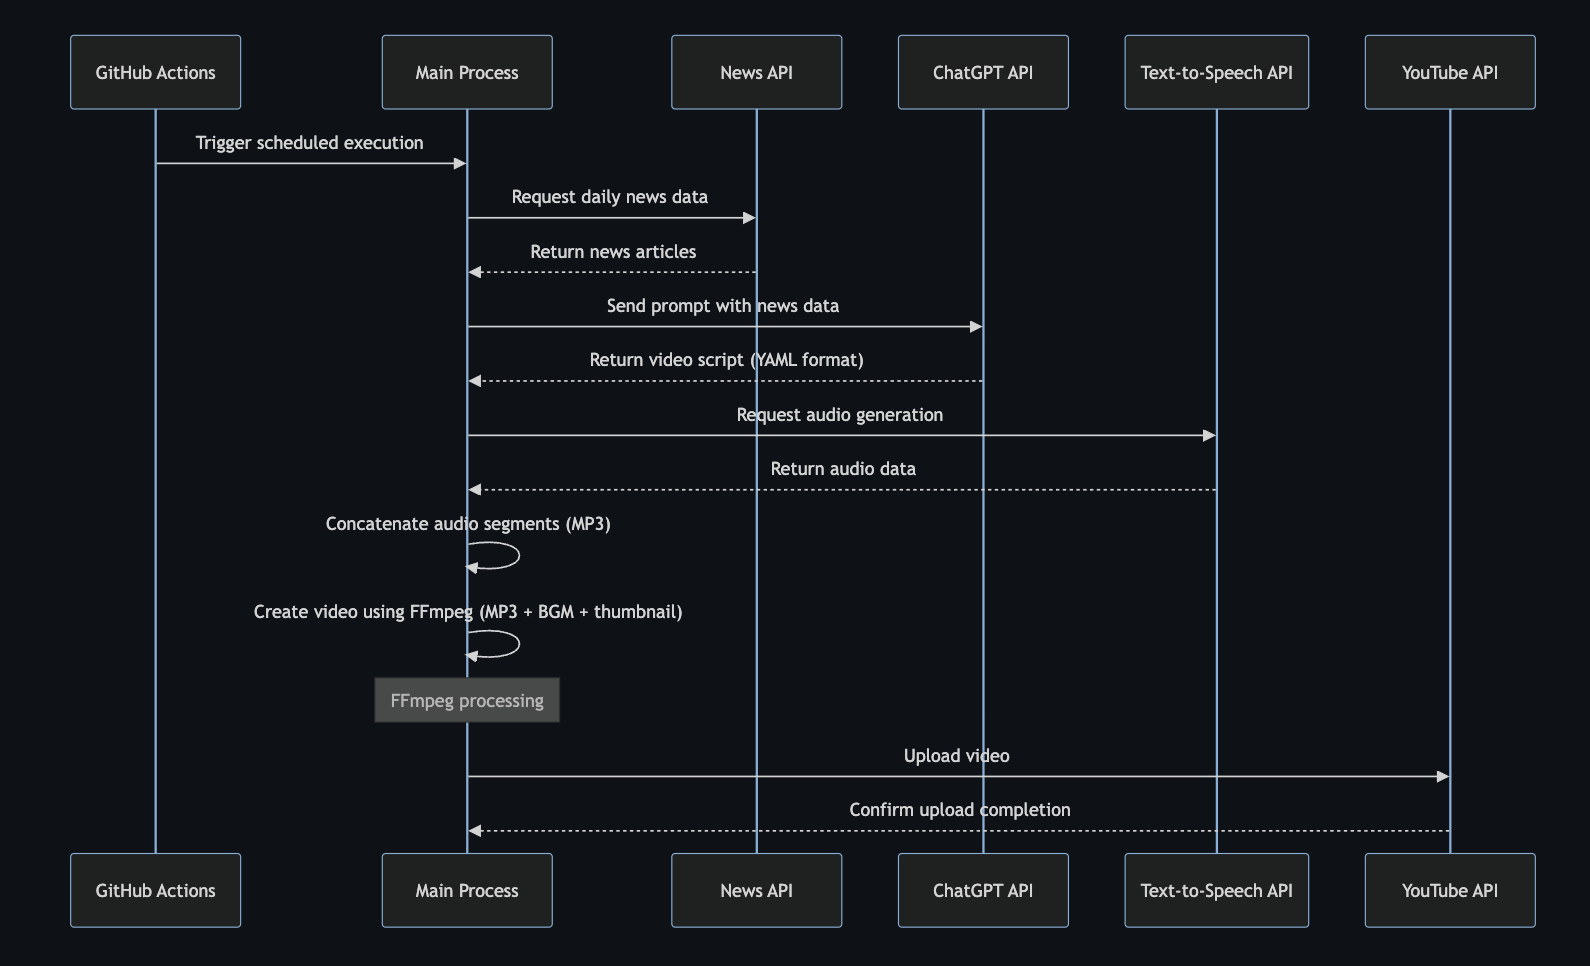 GitHub Actions
Main Process
News API
ChatGPT API
Text-to-Speech API
YouTube API
Trigger scheduled execution
Request daily news data
Return news articles
Send prompt with news data
Return video script (YAML format)
Request audio generation
Return audio data
Concatenate audio segments (MP3)
Create video using FFmpeg (MP3 + BGM + thumbnail)
FFmpeg processing
Upload video
Confirm upload completion
GitHub Actions
Main Process
News API
ChatGPT API
Text-to-Speech API
YouTube API